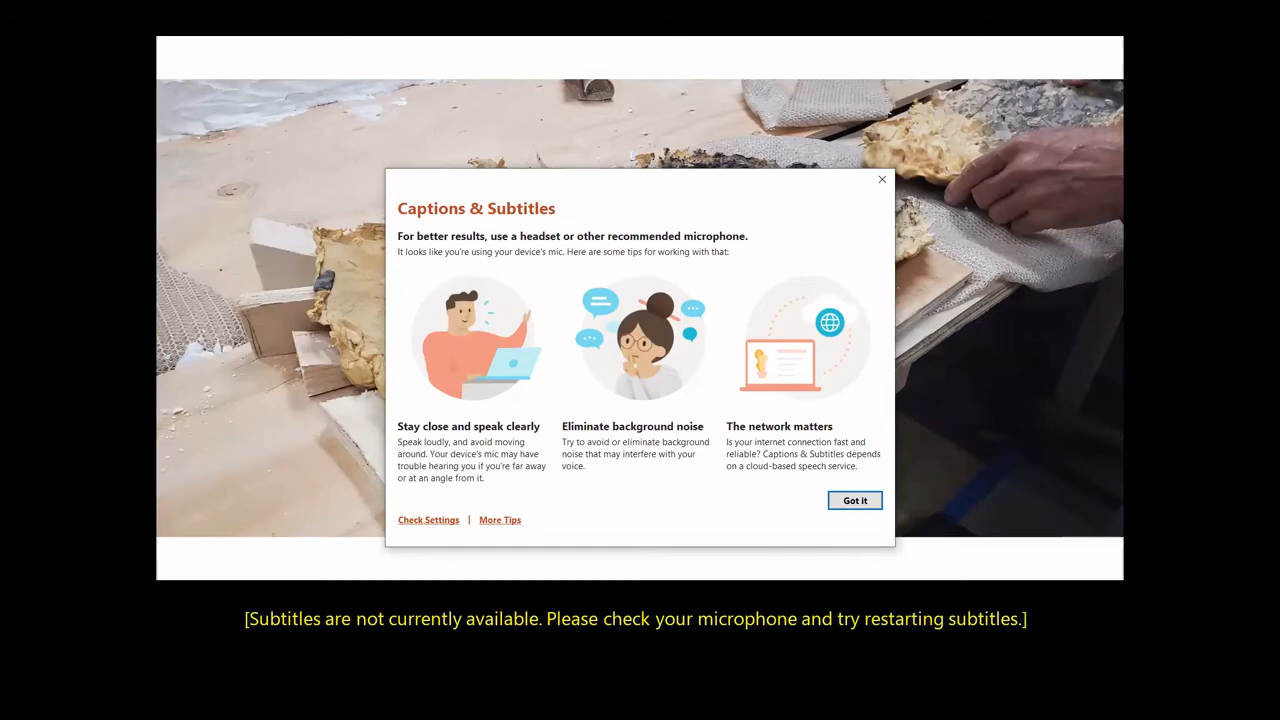 Captions & Subtitles
For better results, use a headset or other recommended microphone.
It looks like you're using your device's mic. Here are some tips for working with that:
Stay close and speak clearly
Speak loudly, and avoid moving
around. Your device's mic may have
trouble hearing you if you're far away
or at an angle from it.
Eliminate background noise
Try to avoid or eliminate background
noise that may interfere with your
voice.
The network matters
Is your internet connection fast and
reliable? Captions & Subtitles depends
on a cloud-based speech service.
Got it
Check Settings | More Tips
[Subtitles are not currently available. Please check your microphone and try restarting subtitles.]